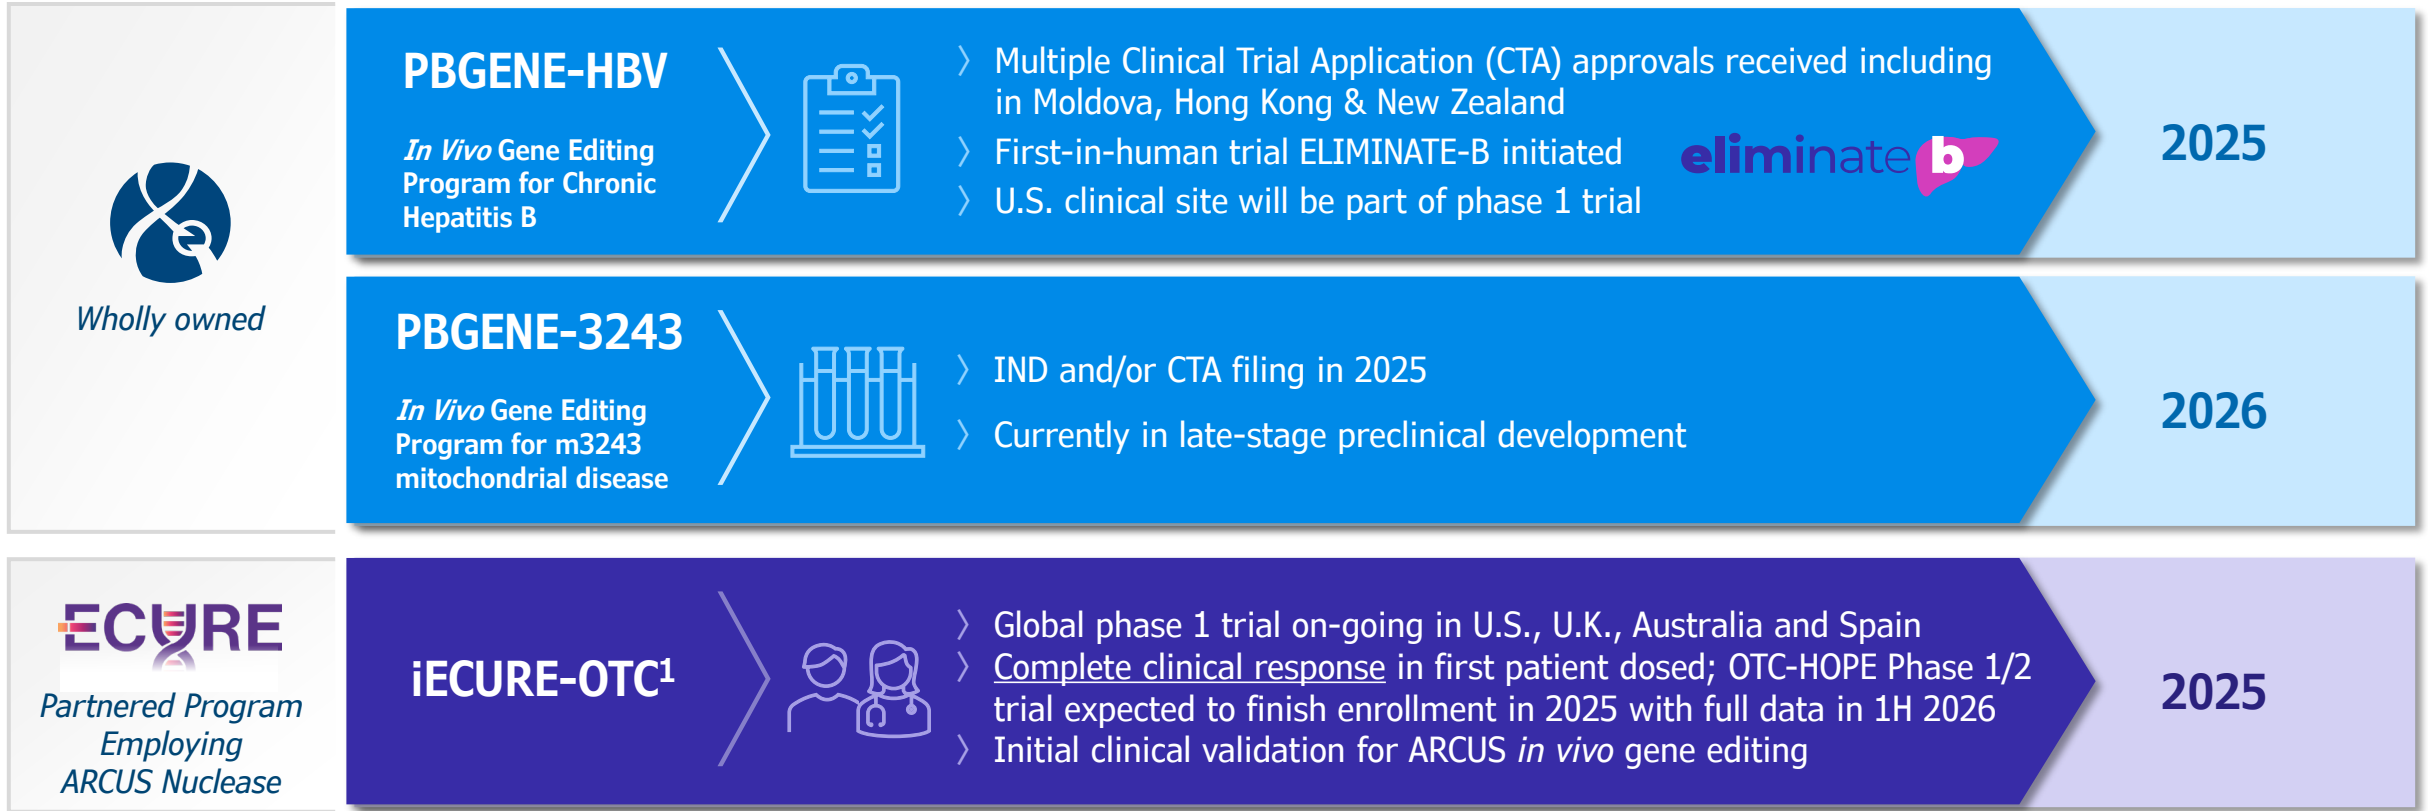 Wholly owned
PBGENE-HBV
In Vivo Gene Editing
Program for Chronic
Hepatitis B
〉 Multiple Clinical Trial Application (CTA) approvals received including
in Moldova, Hong Kong & New Zealand
〉 First-in-human trial ELIMINATE-B initiated
〉 U.S. clinical site will be part of phase 1 trial
eliminate b
2025
PBGENE-3243
In Vivo Gene Editing
Program for m3243
mitochondrial disease
〉 IND and/or CTA filing in 2025
〉 Currently in late-stage preclinical development
2026
ECURE
Partnered Program
Employing
ARCUS Nuclease
iECURE-OTC¹
〉 Global phase 1 trial on-going in U.S., U.K., Australia and Spain
〉 Complete clinical response in first patient dosed; OTC-HOPE Phase 1/2
trial expected to finish enrollment in 2025 with full data in 1H 2026
〉 Initial clinical validation for ARCUS in vivo gene editing
2025